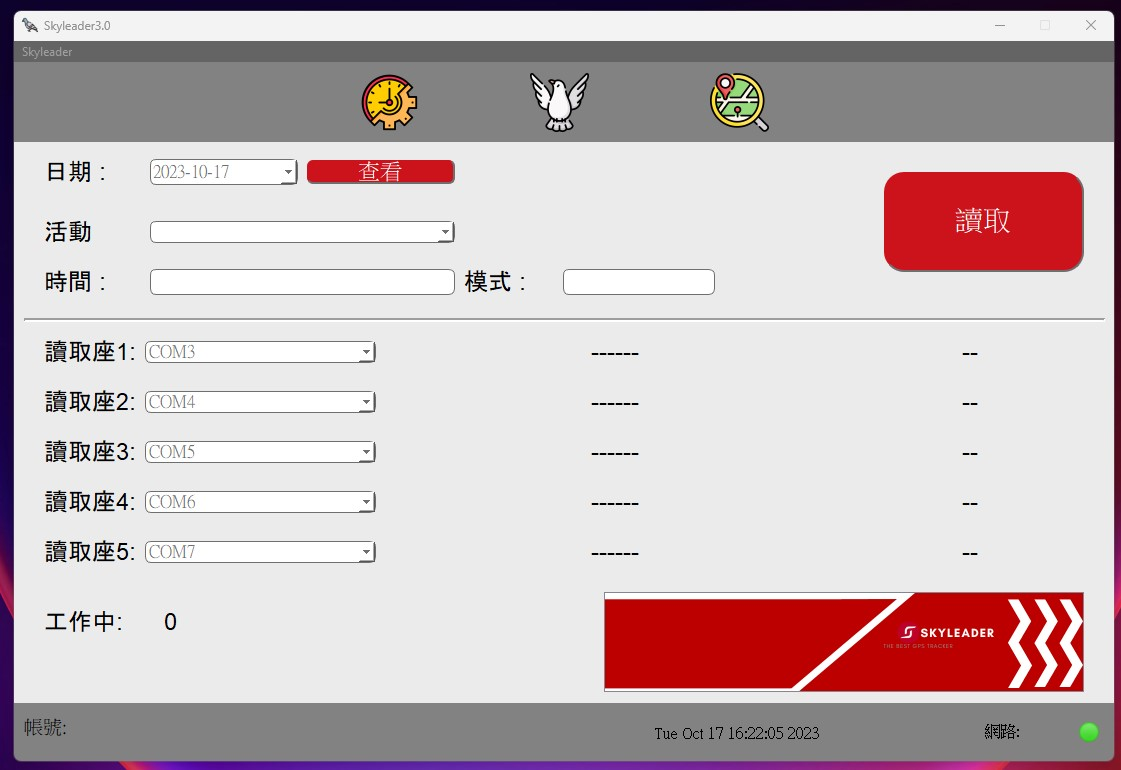 Skyleader3.0
Skyleader
日期 : 2023-10-17 查看
讀取
活動
時間 : 模式 :
讀取座1: COM3 ------ --
讀取座2: COM4 ------ --
讀取座3: COM5 ------ --
讀取座4: COM6 ------ --
讀取座5: COM7 ------ --
工作中: 0
SKYLEADER
THE BEST GPS TRACKER
帳號: Tue Oct 17 16:22:05 2023 網路: